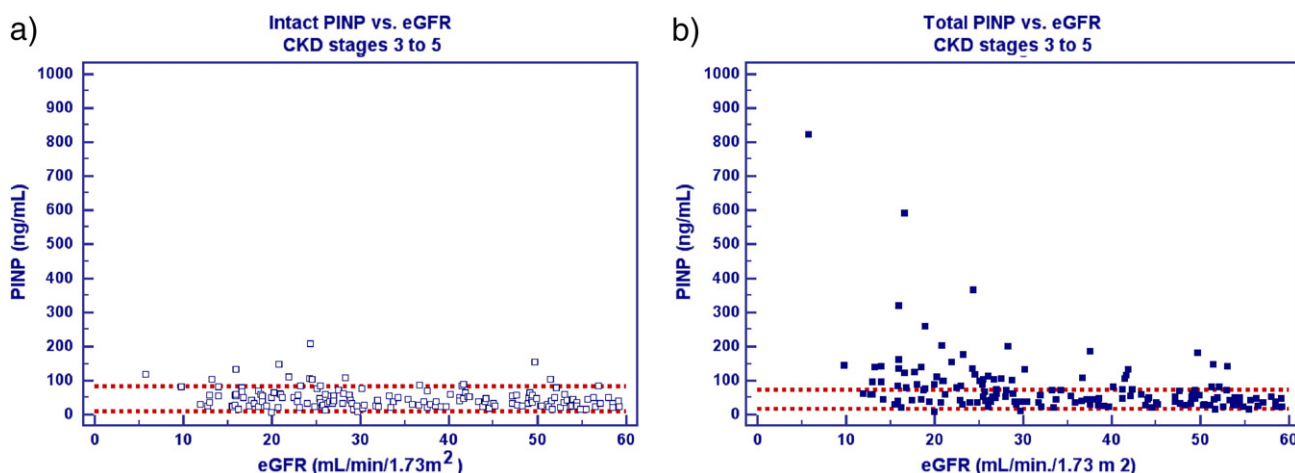 a)
Intact PINP vs. eGFR
CKD stages 3 to 5
1000
900
800
700
600
500
400
300
200
100
0
PINP (ng/mL)
0 10 20 30 40 50 60
eGFR (mL/min/1.73m²)
b)
Total PINP vs. eGFR
CKD stages 3 to 5
1000
900
800
700
600
500
400
300
200
100
0
PINP (ng/mL)
0 10 20 30 40 50 60
eGFR (mL/min./1.73 m 2)